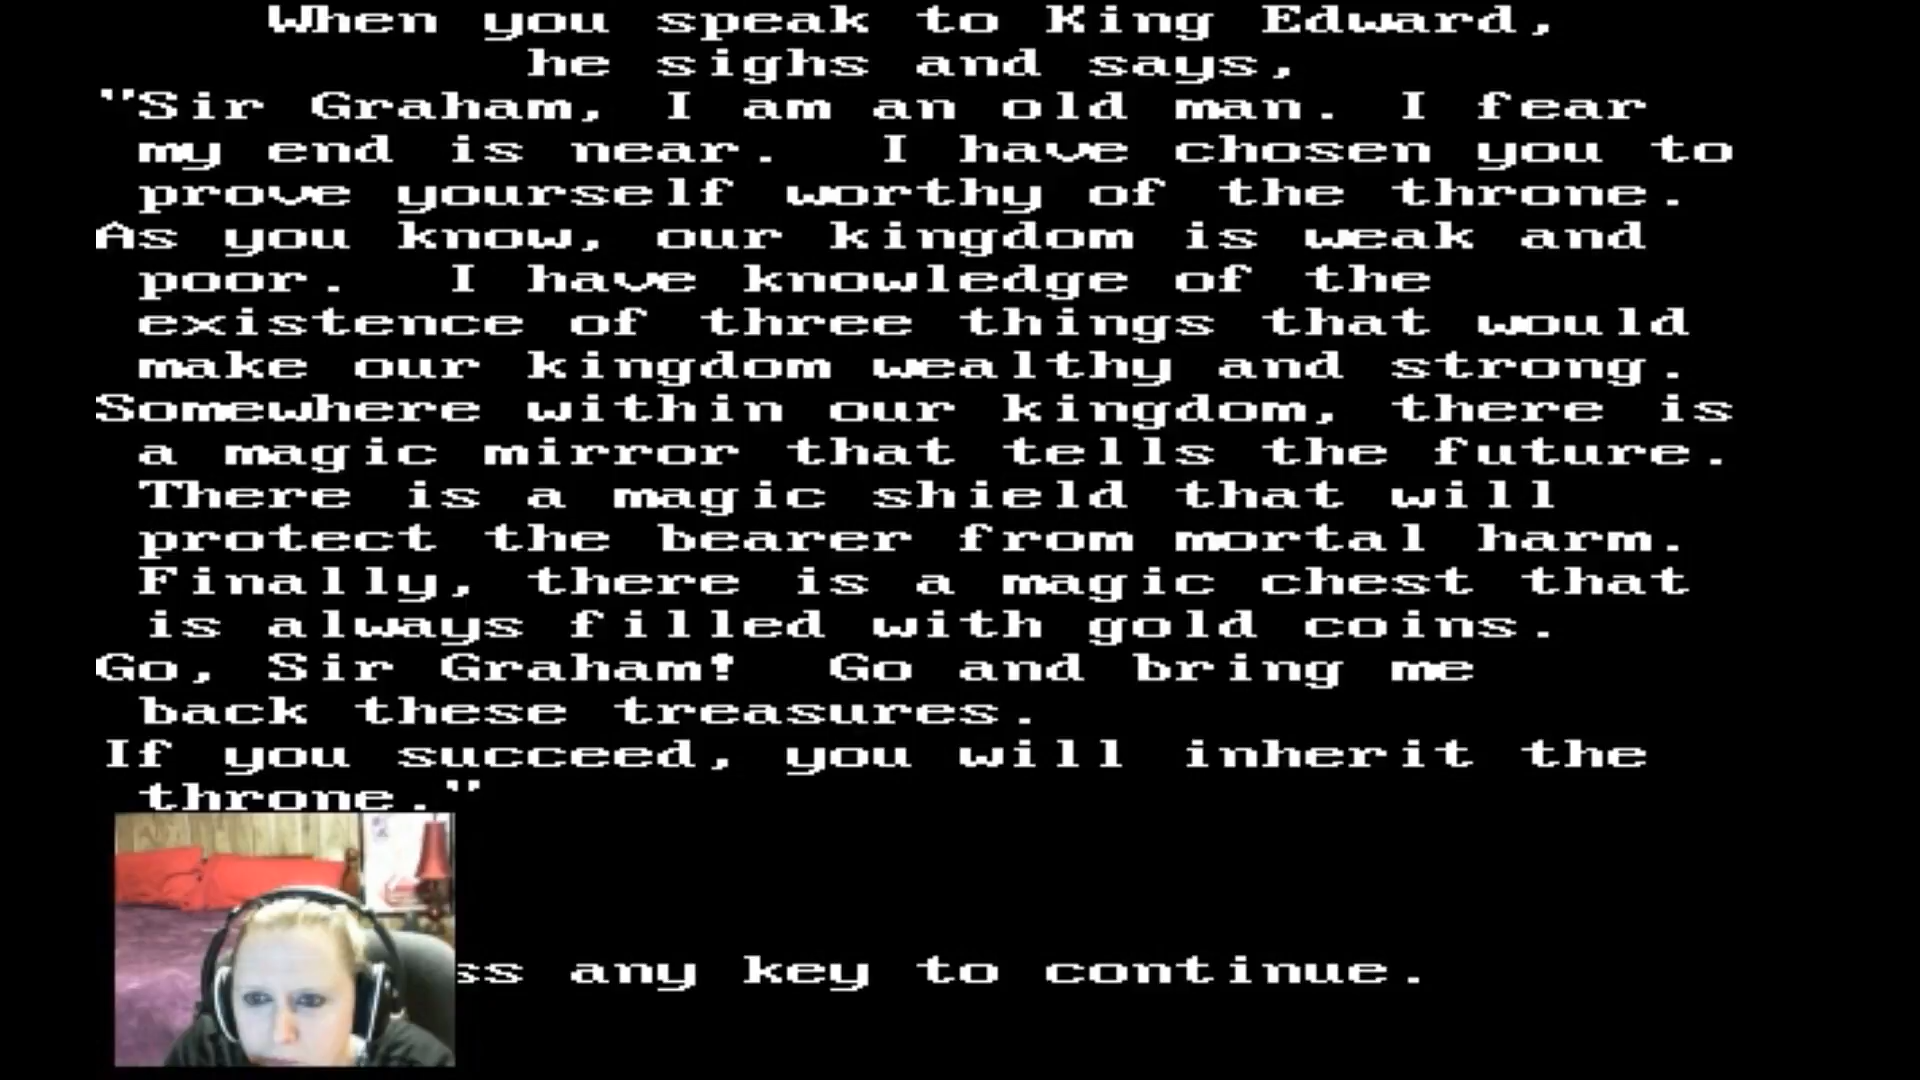 When you speak to King Edward,
he sighs and says,
"Sir Graham, I am an old man. I fear
my end is near. I have chosen you to
prove yourself worthy of the throne.
As you know, our kingdom is weak and
poor. I have knowledge of the
existence of three things that would
make our kingdom wealthy and strong.
Somewhere within our kingdom, there is
a magic mirror that tells the future.
There is a magic shield that will
protect the bearer from mortal harm.
Finally, there is a magic chest that
is always filled with gold coins.
Go, Sir Graham! Go and bring me
back these treasures.
If you succeed, you will inherit the
throne."
ss any key to continue.